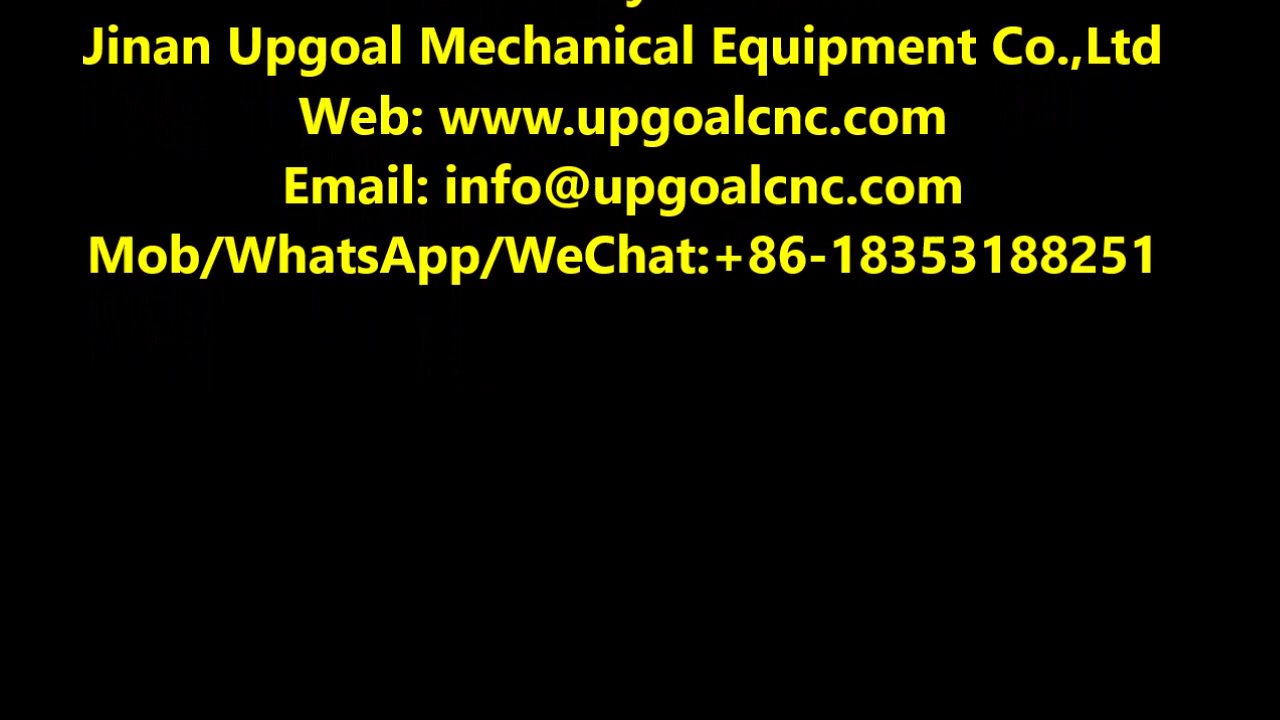 Jinan Upgoal Mechanical Equipment Co.,Ltd
Web: www.upgoalcnc.com
Email: info@upgoalcnc.com
Mob/WhatsApp/WeChat:+86-18353188251